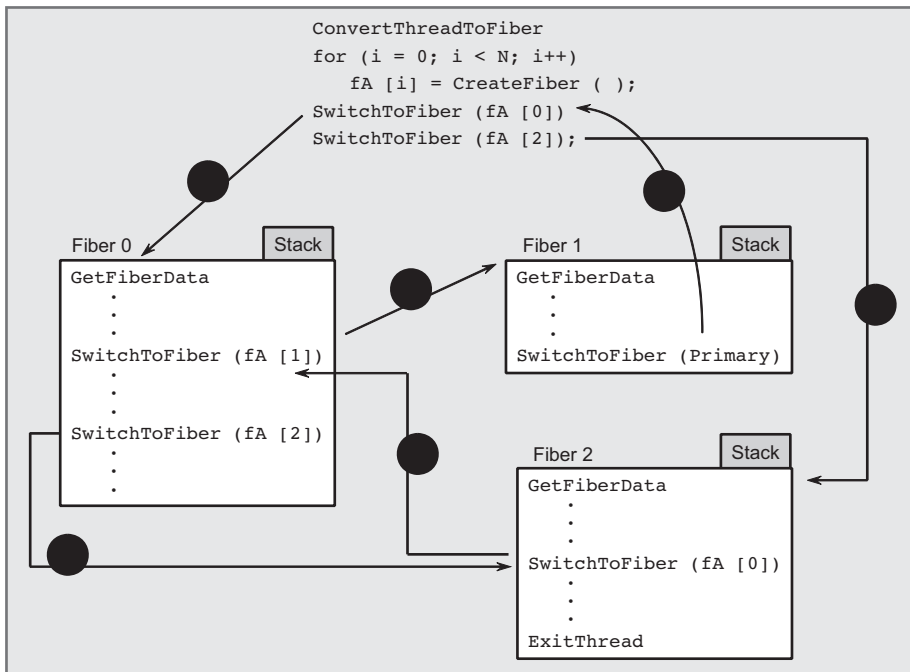 ConvertThreadToFiber
for (i = 0; i < N; i++)
fA [i] = CreateFiber ( );
SwitchToFiber (fA [0])
SwitchToFiber (fA [2]);
Fiber 0
Stack
GetFiberData
.
.
.
SwitchToFiber (fA [1])
.
.
.
SwitchToFiber (fA [2])
.
.
.
Fiber 1
Stack
GetFiberData
.
.
.
SwitchToFiber (Primary)
Fiber 2
Stack
GetFiberData
.
.
.
SwitchToFiber (fA [0])
.
.
.
ExitThread